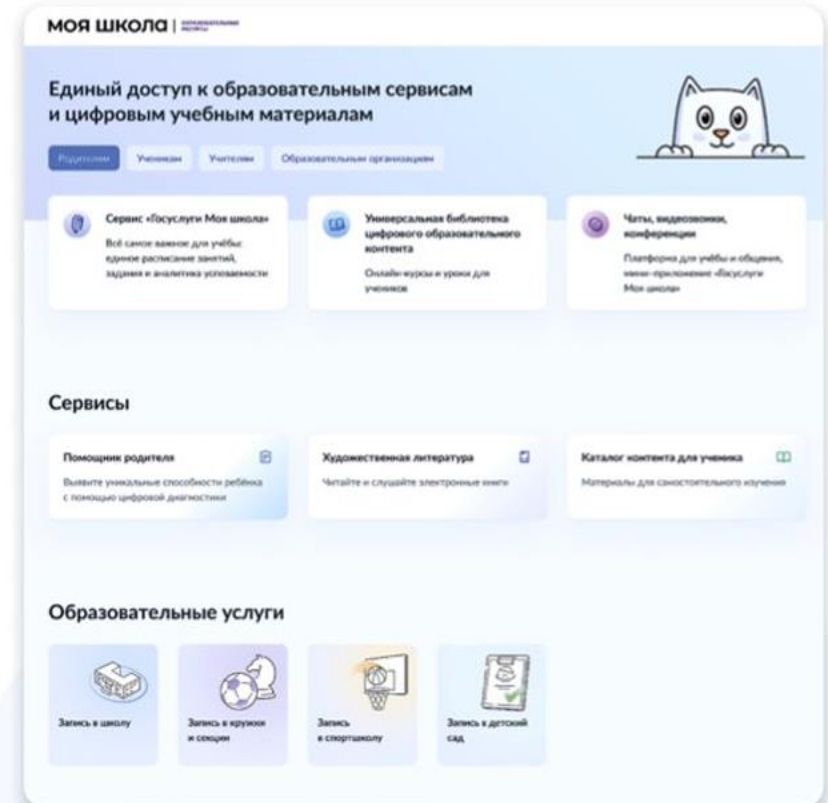 МОЯ ШКОЛА | ОБРАЗОВАТЕЛЬНЫЕ
РЕСУРСЫ
Единый доступ к образовательным сервисам
и цифровым учебным материалам
Родителям Ученикам Учителям Образовательным организациям
Сервис «Госуслуги Моя школа»
Всё самое важное для учёбы:
единое расписание занятий,
задания и аналитика успеваемости
Универсальная библиотека
цифрового образовательного
контента
Онлайн-курсы и уроки для
учеников
Чаты, видеозвонки,
конференции
Платформа для учёбы и общения,
мини-приложение «Госуслуги
Моя школа»
Сервисы
Помощник родителя
Выявите уникальные способности ребёнка
с помощью цифровой диагностики
Художественная литература
Читайте и слушайте электронные книги
Каталог контента для ученика
Материалы для самостоятельного изучения
Образовательные услуги
Запись в школу
Запись в кружки
и секции
Запись
в спортшколу
Запись в детский
сад